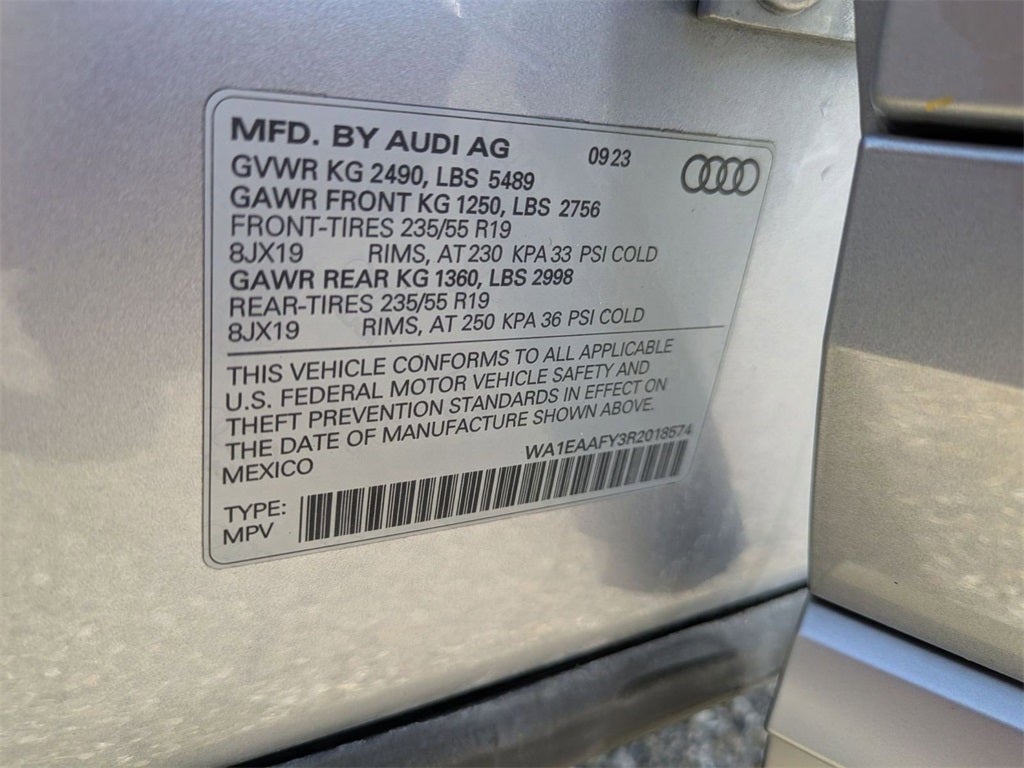 MFD. BY AUDI AG 09 23
GVWR KG 2490, LBS 5489
GAWR FRONT KG 1250, LBS 2756
FRONT-TIRES 235/55 R19
8JX19 RIMS, AT 230 KPA 33 PSI COLD
GAWR REAR KG 1360, LBS 2998
REAR-TIRES 235/55 R19
8JX19 RIMS, AT 250 KPA 36 PSI COLD
THIS VEHICLE CONFORMS TO ALL APPLICABLE
U.S. FEDERAL MOTOR VEHICLE SAFETY AND
THEFT PREVENTION STANDARDS IN EFFECT ON
THE DATE OF MANUFACTURE SHOWN ABOVE.
MEXICO WA1EAAFY3R2018574
TYPE:
MPV